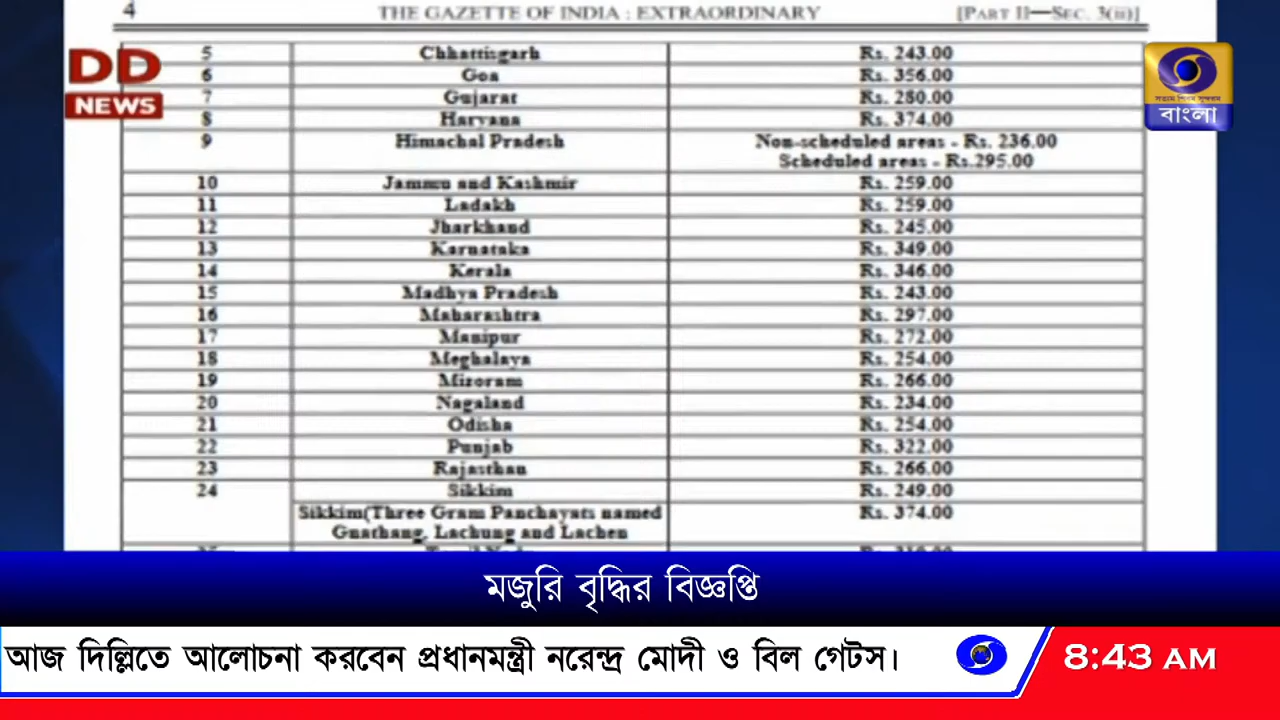 4 THE GAZETTE OF INDIA : EXTRAORDINARY [PART II—SEC. 3(ii)]
DD
NEWS
সত্যম শিবম সুন্দরম
বাংলা
5 Chhattisgarh Rs. 243.00
6 Goa Rs. 356.00
7 Gujarat Rs. 280.00
8 Haryana Rs. 374.00
9 Himachal Pradesh Non-scheduled areas - Rs. 236.00
Scheduled areas - Rs.295.00
10 Jammu and Kashmir Rs. 259.00
11 Ladakh Rs. 259.00
12 Jharkhand Rs. 245.00
13 Karnataka Rs. 349.00
14 Kerala Rs. 346.00
15 Madhya Pradesh Rs. 243.00
16 Maharashtra Rs. 297.00
17 Manipur Rs. 272.00
18 Meghalaya Rs. 254.00
19 Mizoram Rs. 266.00
20 Nagaland Rs. 234.00
21 Odisha Rs. 254.00
22 Punjab Rs. 322.00
23 Rajasthan Rs. 266.00
24 Sikkim Rs. 249.00
Sikkim(Three Gram Panchayats named Rs. 374.00
Gnathang, Lachung and Lachen
মজুরি বৃদ্ধির বিজ্ঞপ্তি
আজ দিল্লিতে আলোচনা করবেন প্রধানমন্ত্রী নরেন্দ্র মোদী ও বিল গেটস।
8:43 AM